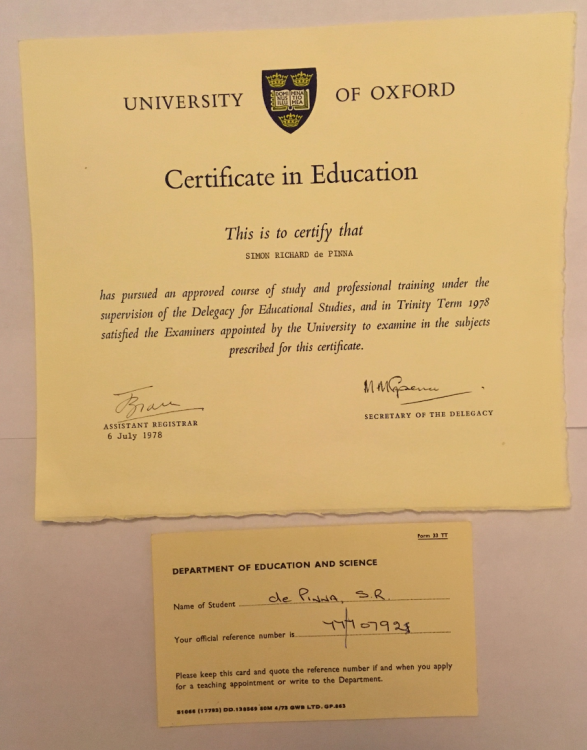 UNIVERSITY OF OXFORD
Certificate in Education
This is to certify that
SIMON RICHARD de PINNA
has pursued an approved course of study and professional training under the
supervision of the Delegacy for Educational Studies, and in Trinity Term 1978
satisfied the Examiners appointed by the University to examine in the subjects
prescribed for this certificate.
ASSISTANT REGISTRAR
6 July 1978
SECRETARY OF THE DELEGACY
Form 33 TT
DEPARTMENT OF EDUCATION AND SCIENCE
Name of Student de Pinna, S.R.
Your official reference number is
Please keep this card and quote the reference number if and when you apply
for a teaching appointment or write to the Department.
GWB LTD.